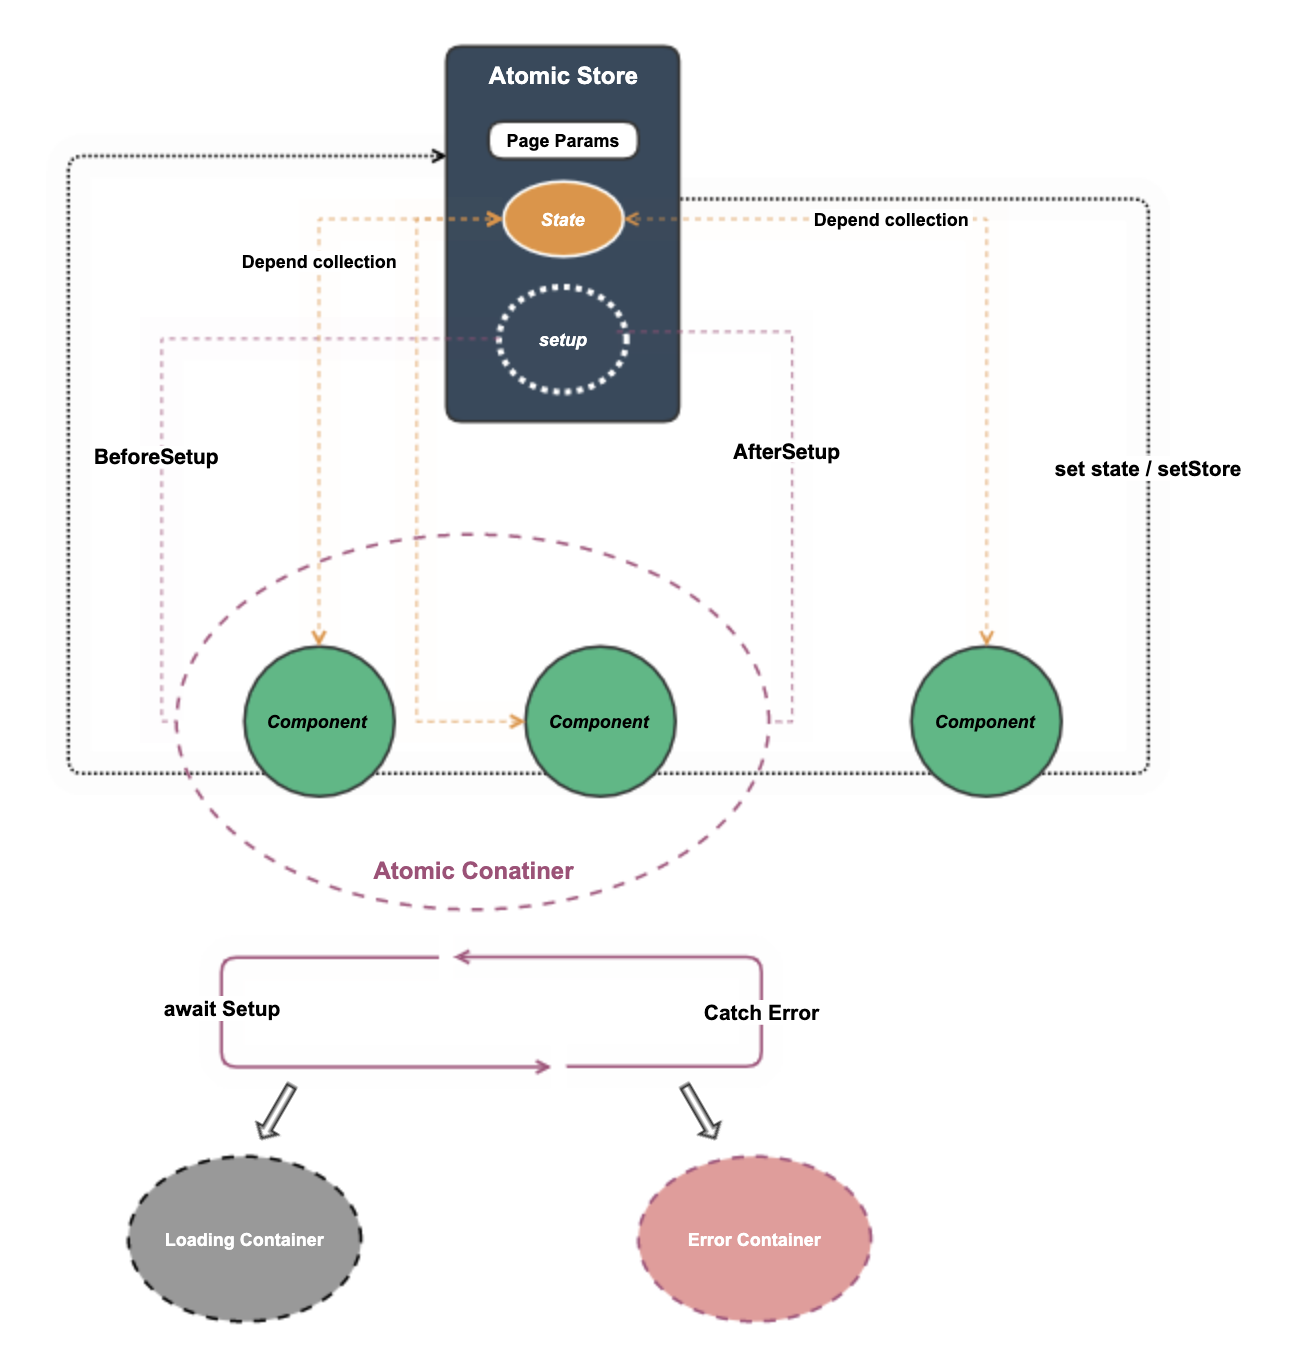 Atomic Store
Page Params
State
Depend collection
Depend collection
setup
BeforeSetup
AfterSetup
set state / setStore
Component
Component
Component
Atomic Conatiner
await Setup
Catch Error
Loading Container
Error Container